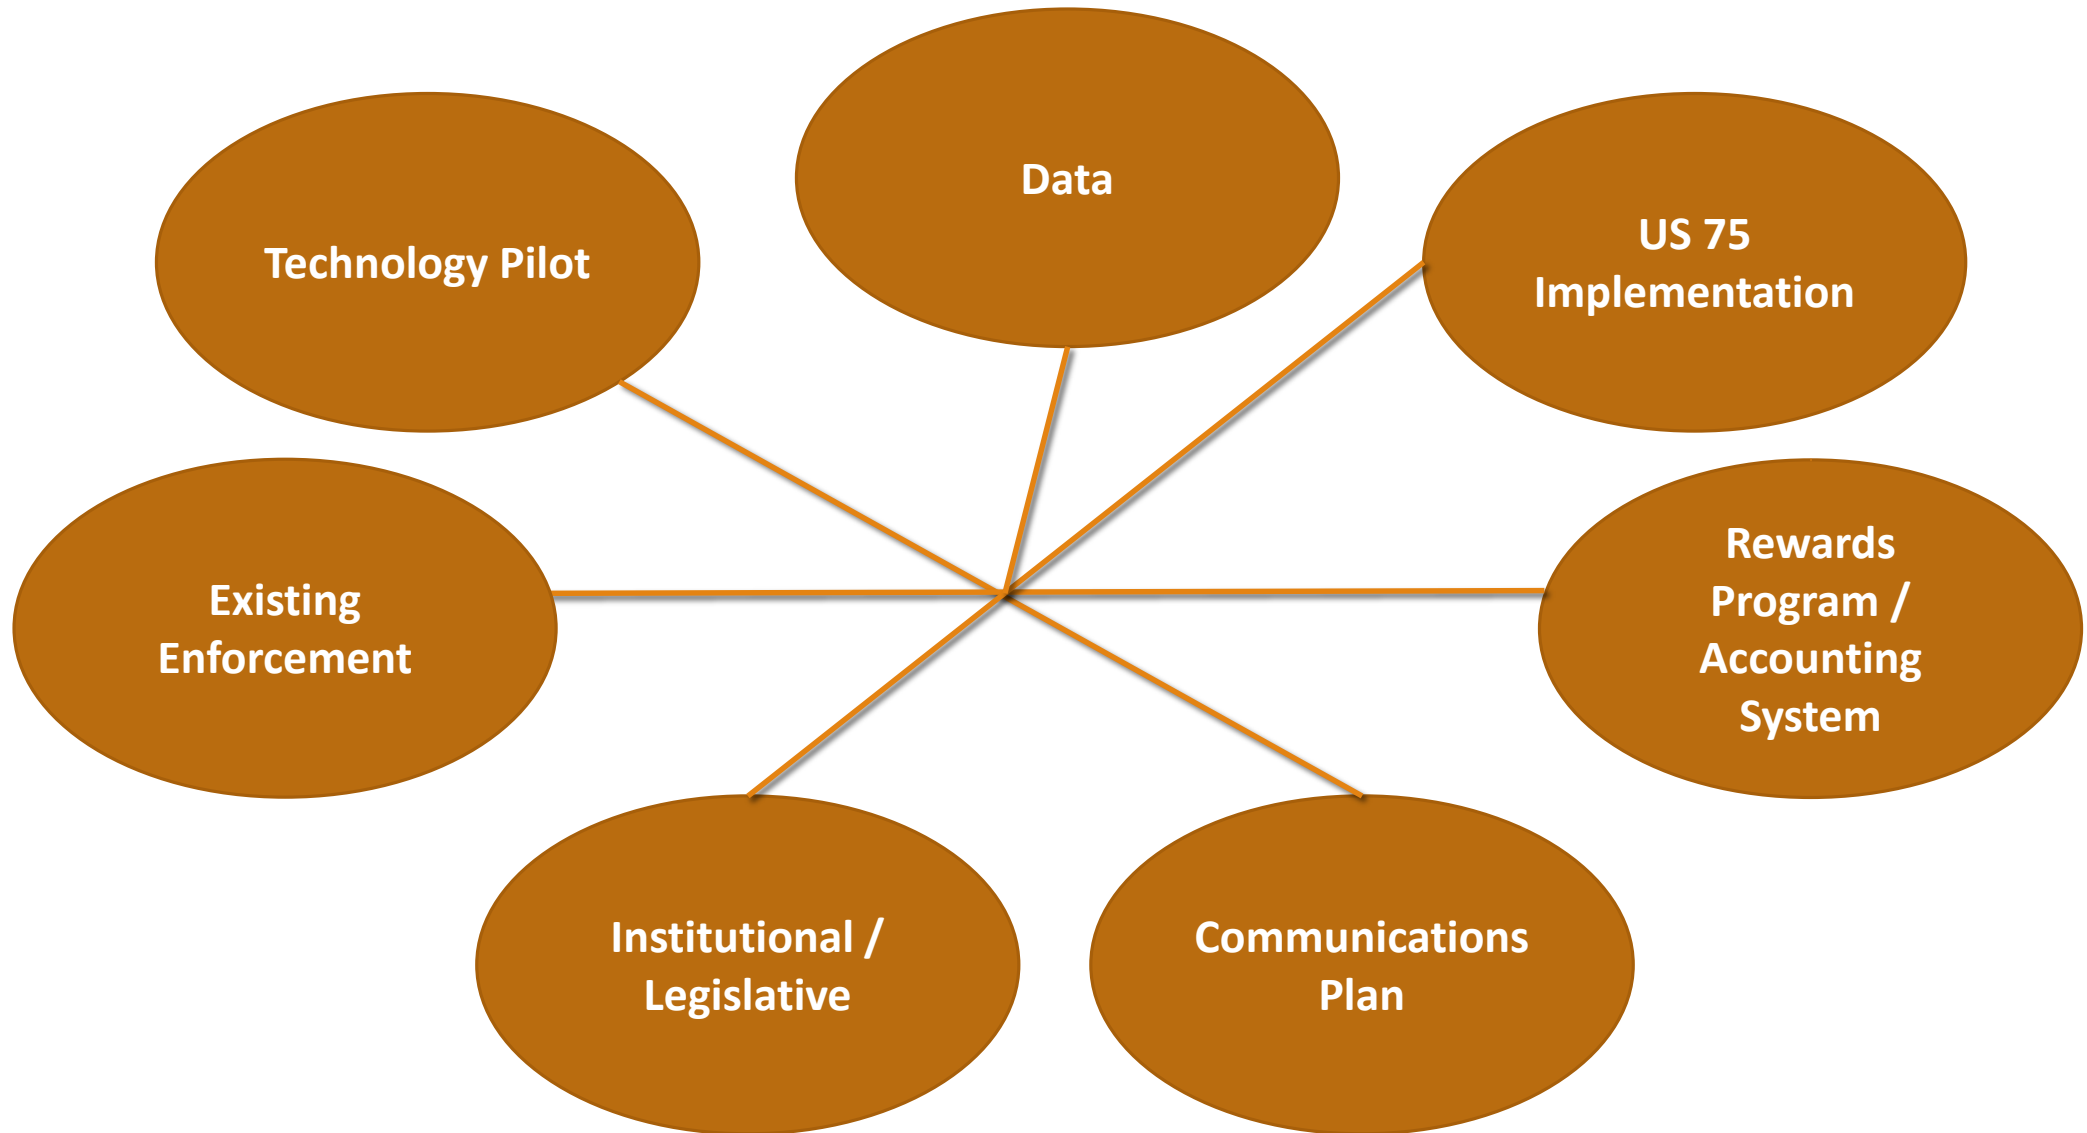 Data
Technology Pilot
US 75
Implementation
Existing
Enforcement
Rewards
Program /
Accounting
System
Institutional /
Legislative
Communications
Plan